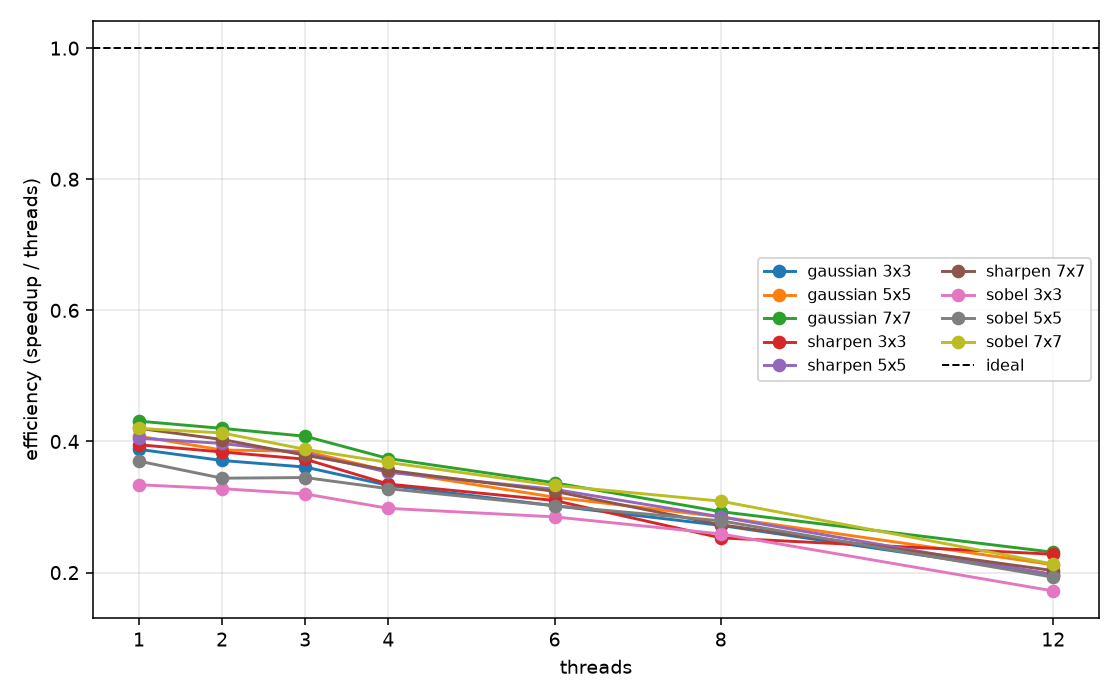 1.0
0.8
0.6
0.4
0.2
efficiency (speedup / threads)
gaussian 3x3
gaussian 5x5
gaussian 7x7
sharpen 3x3
sharpen 5x5
sharpen 7x7
sobel 3x3
sobel 5x5
sobel 7x7
ideal
1 2 3 4 6 8 12
threads